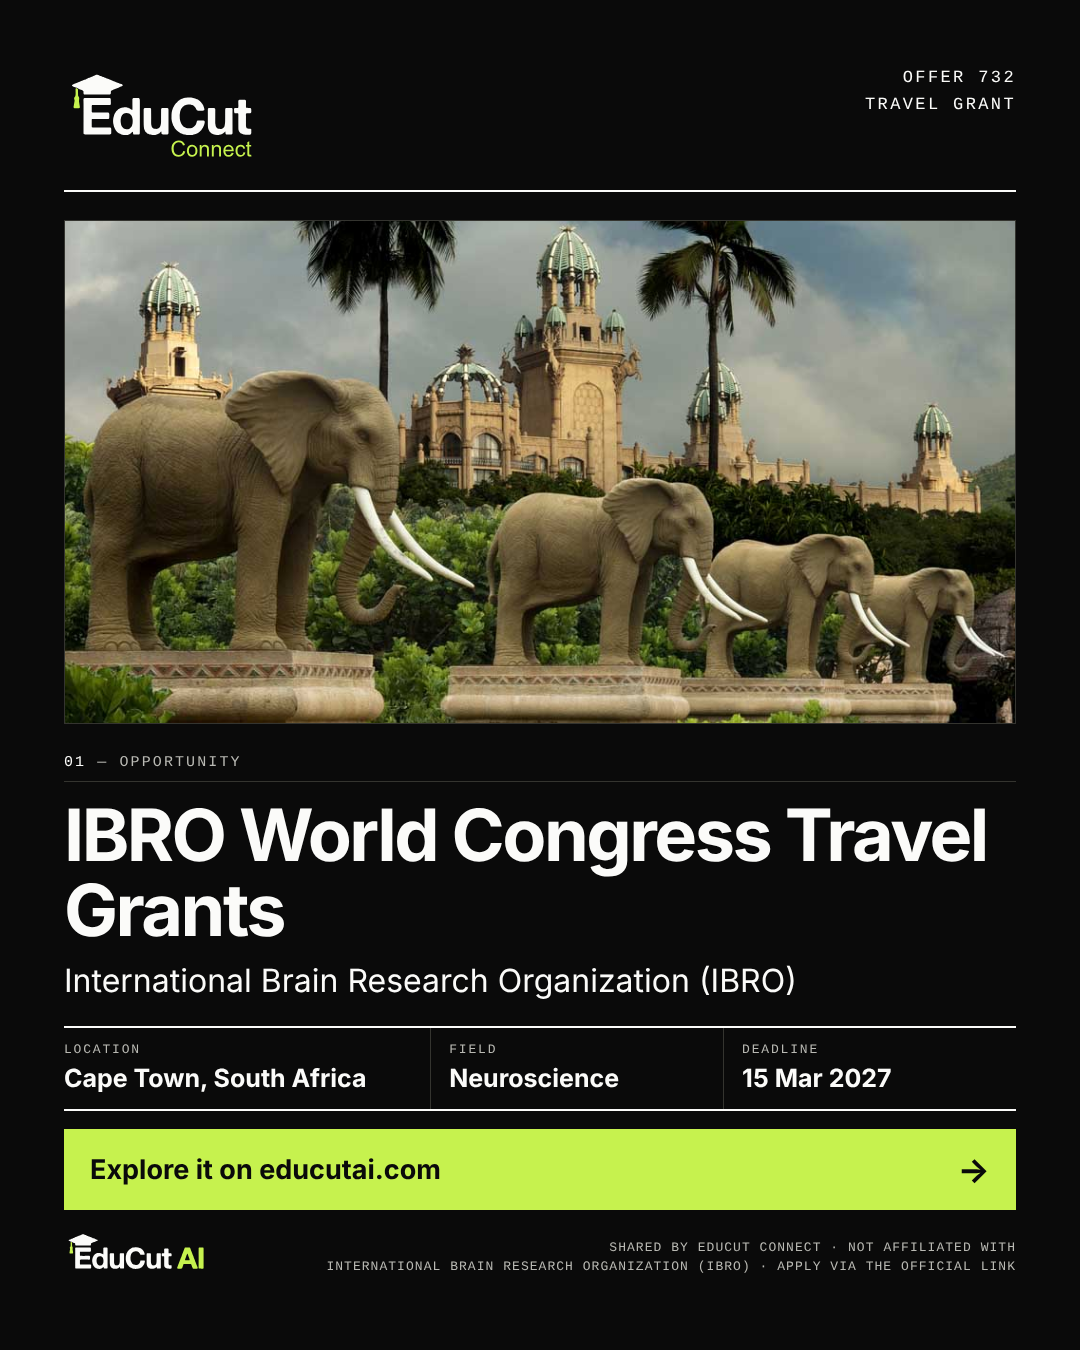 EduCut
Connect
OFFER 732
TRAVEL GRANT
01 — OPPORTUNITY
IBRO World Congress Travel
Grants
International Brain Research Organization (IBRO)
LOCATION
Cape Town, South Africa
FIELD
Neuroscience
DEADLINE
15 Mar 2027
Explore it on educutai.com →
EduCut AI
SHARED BY EDUCUT CONNECT · NOT AFFILIATED WITH
INTERNATIONAL BRAIN RESEARCH ORGANIZATION (IBRO) · APPLY VIA THE OFFICIAL LINK